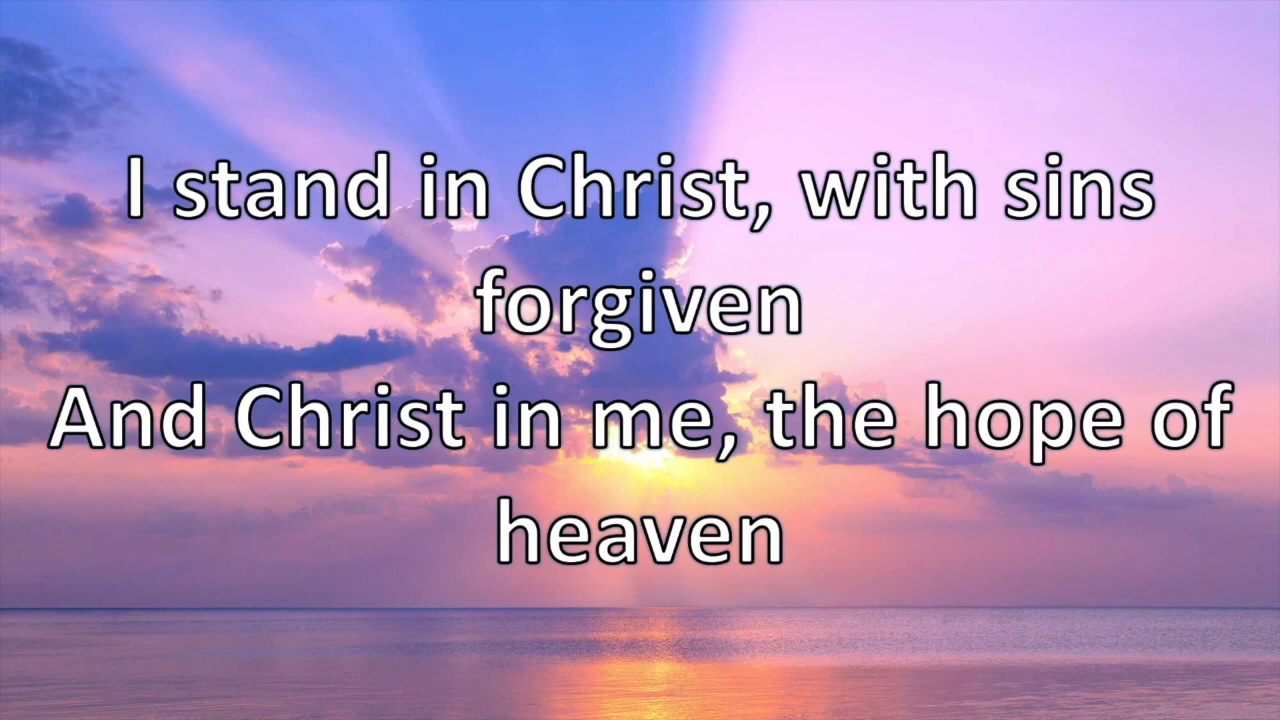 I stand in Christ, with sins
forgiven
And Christ in me, the hope of
heaven